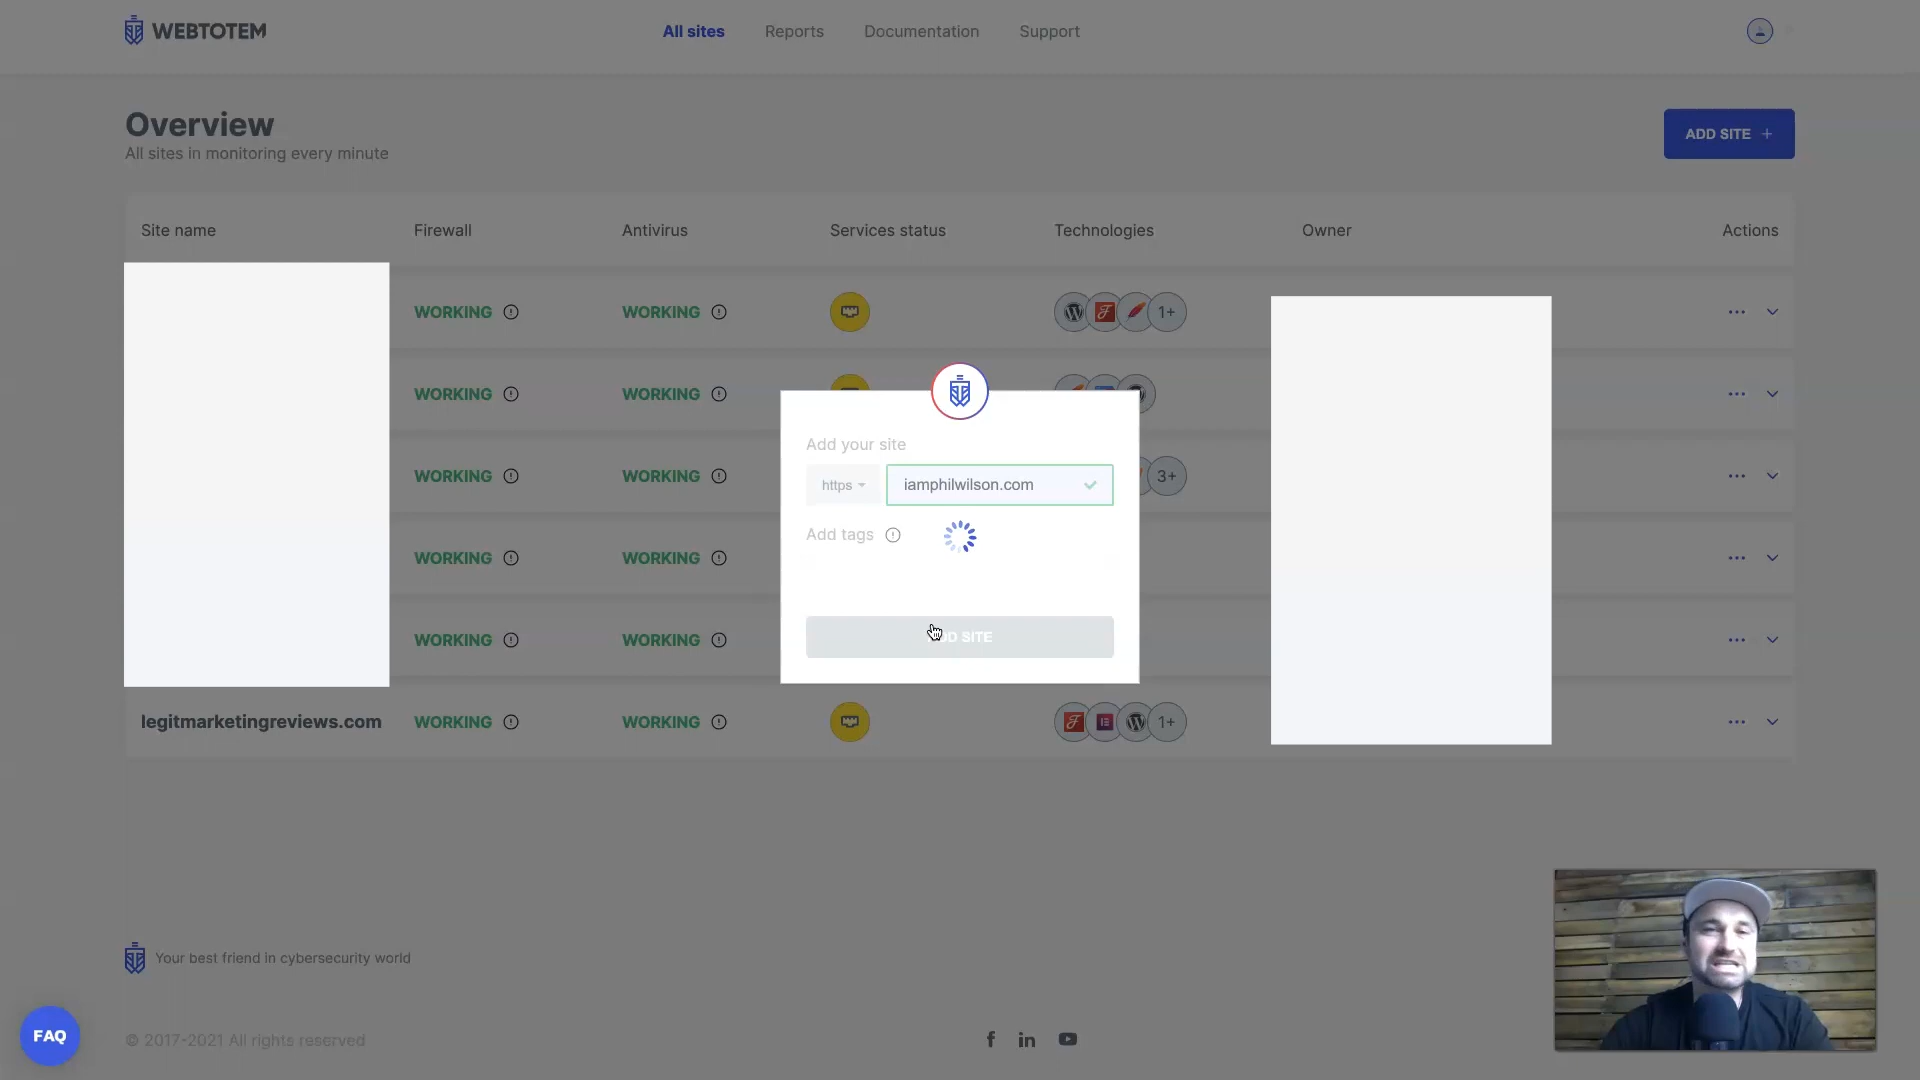 WEBTOTEM
All sites
Reports
Documentation
Support
Overview
All sites in monitoring every minute
ADD SITE +
Site name
Firewall
Antivirus
Services status
Technologies
Owner
Actions
WORKING
WORKING
1+
WORKING
WORKING
WORKING
WORKING
3+
WORKING
WORKING
WORKING
WORKING
legitmarketingreviews.com
WORKING
WORKING
1+
Add your site
https
iamphilwilson.com
Add tags
SITE
Your best friend in cybersecurity world
FAQ
© 2017-2021 All rights reserved